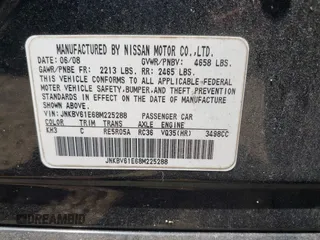 MANUFACTURED BY NISSAN MOTOR CO.,LTD.
DATE: 06/08 GVWR/PNBV: 4658 LBS.
GAWR/PNBE FR: 2213 LBS. RR: 2465 LBS.
THIS VEHICLE CONFORMS TO ALL APPLICABLE FEDERAL
MOTOR VEHICLE SAFETY,BUMPER,AND THEFT PREVENTION
STANDARDS IN EFFECT ON THE DATE OF MANUFACTURE
SHOWN ABOVE.
VIN:JNKBV61E68M225288 PASSENGER CAR
COLOR TRIM TRANS AXLE ENGINE
KH3 C RE5R05A RC36 VQ35(HR) 3498CC
JNKBV61E68M225288
DREAMBID